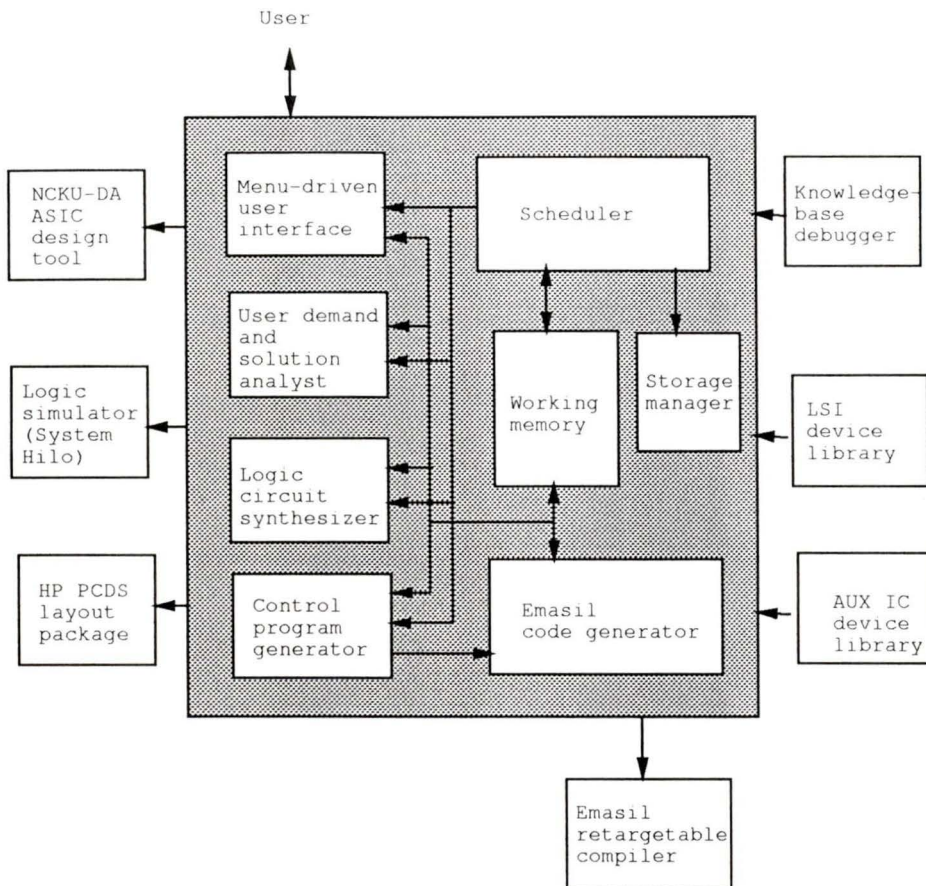 User
NCKU-DA
ASIC
design
tool
Menu-driven
user
interface
Scheduler
Knowledge-
base
debugger
User demand
and
solution
analyst
Working
memory
Storage
manager
Logic
simulator
(System
Hilo)
LSI
device
library
Logic
circuit
synthesizer
HP PCDS
layout
package
Control
program
generator
Emasil
code generator
AUX IC
device
library
Emasil
retargetable
compiler